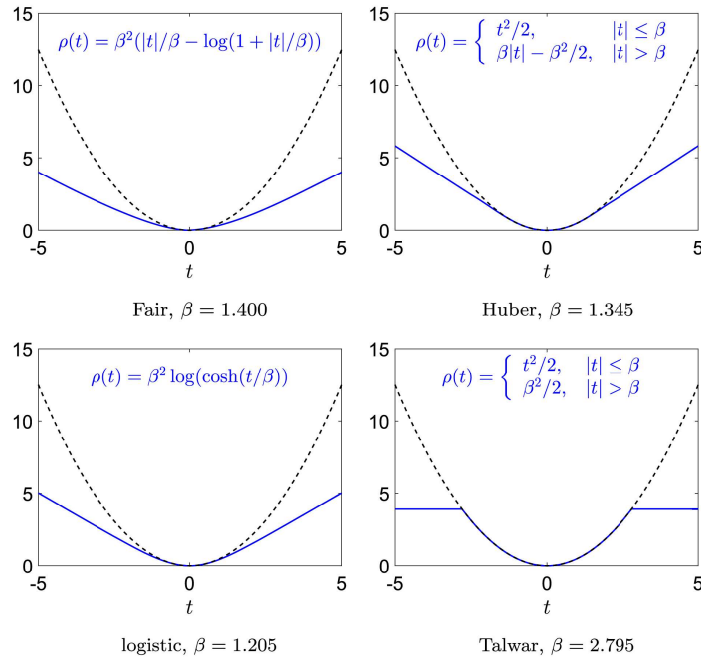 15
ρ(t) = β²(|t|/β − log(1 + |t|/β))
10
5
0
-5 0 5
t
Fair, β = 1.400
15
ρ(t) = { t²/2, |t| ≤ β
β|t| − β²/2, |t| > β
10
5
0
-5 0 5
t
Huber, β = 1.345
15
ρ(t) = β² log(cosh(t/β))
10
5
0
-5 0 5
t
logistic, β = 1.205
15
ρ(t) = { t²/2, |t| ≤ β
β²/2, |t| > β
10
5
0
-5 0 5
t
Talwar, β = 2.795